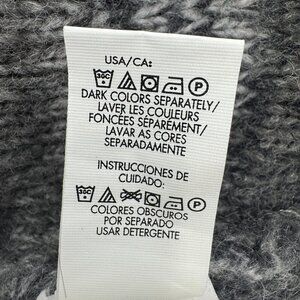 USA/CA:
30C P
DARK COLORS SEPARATELY/
LAVER LES COULEURS
FONCÉES SÉPARÉMENT/
LAVAR AS CORES
SEPARADAMENTE
INSTRUCCIONES DE
CUIDADO:
P
COLORES OBSCUROS
POR SEPARADO
USAR DETERGENTE